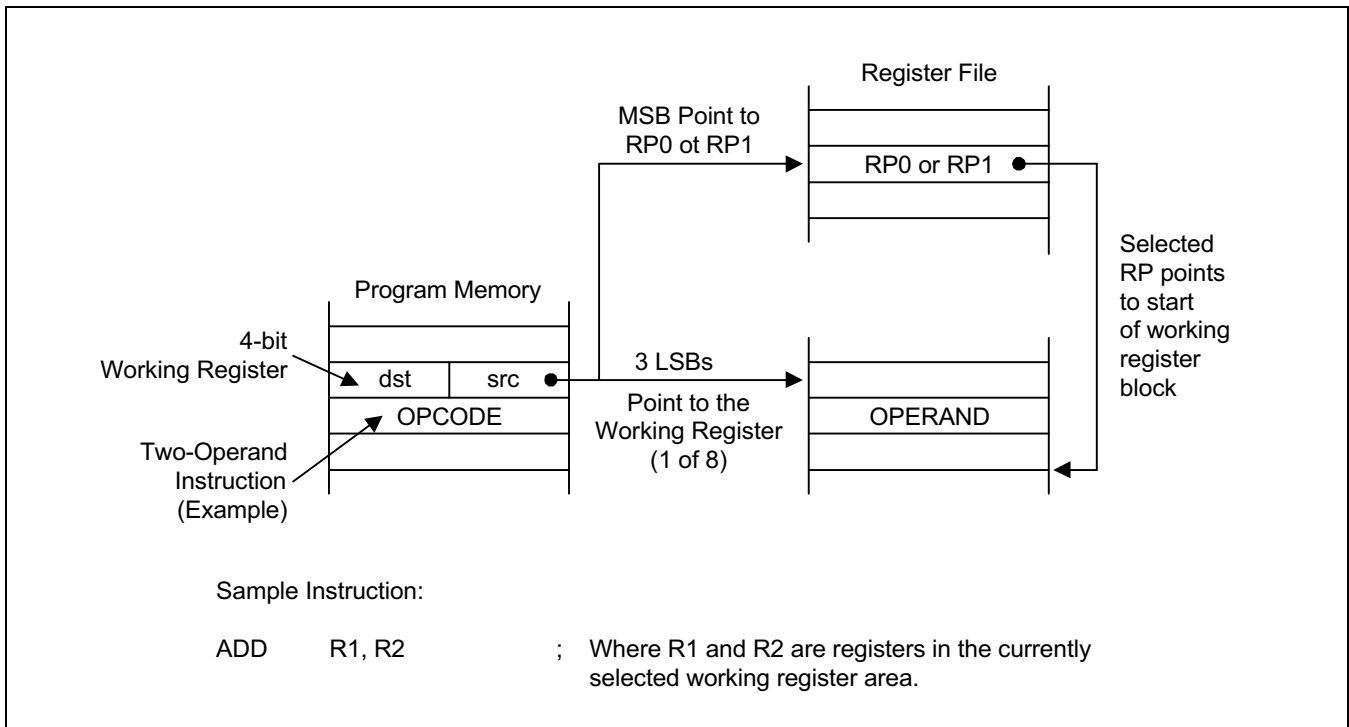 Register File
MSB Point to
RP0 ot RP1
RP0 or RP1
Selected
RP points
to start
of working
register
block
Program Memory
4-bit
Working Register
dst src
3 LSBs
Point to the
Working Register
(1 of 8)
OPCODE
OPERAND
Two-Operand
Instruction
(Example)
Sample Instruction:
ADD R1, R2 ; Where R1 and R2 are registers in the currently
selected working register area.